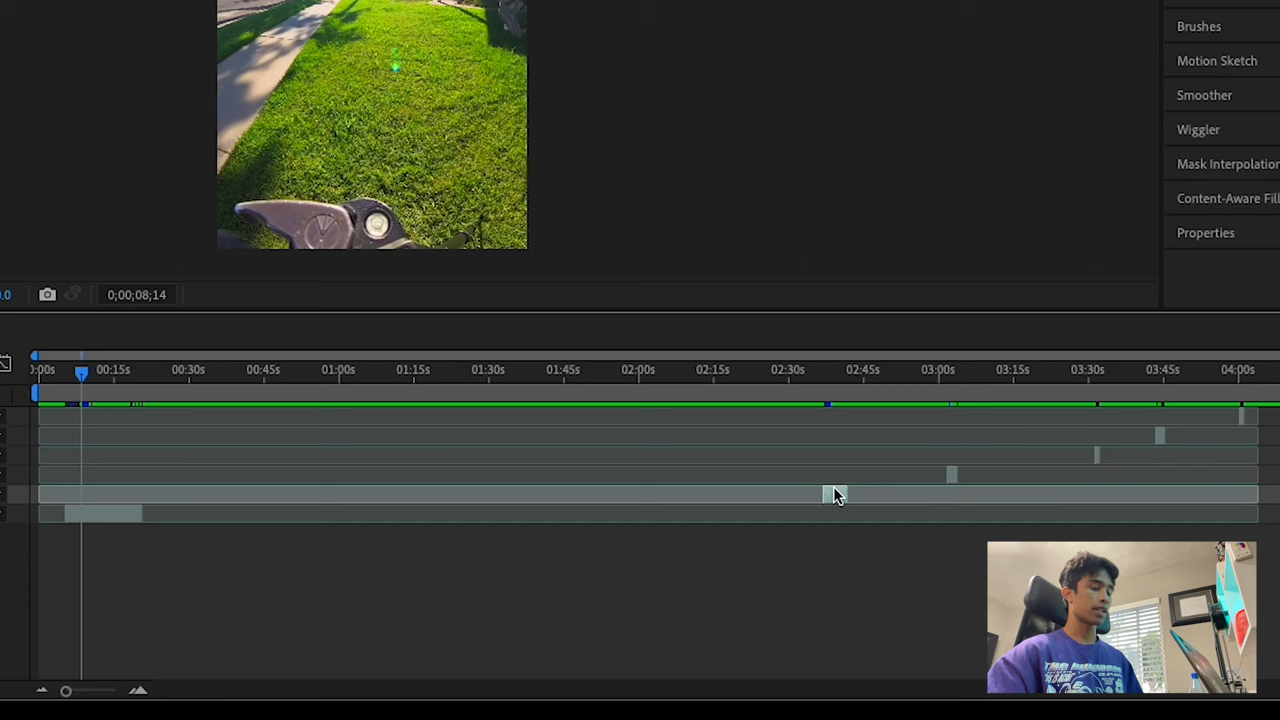 Brushes
Motion Sketch
Smoother
Wiggler
Mask Interpolation
Content-Aware Fill
Properties
0;00;08;14
:00s 00:15s 00:30s 00:45s 01:00s 01:15s 01:30s 01:45s 02:00s 02:15s 02:30s 02:45s 03:00s 03:15s 03:30s 03:45s 04:00s